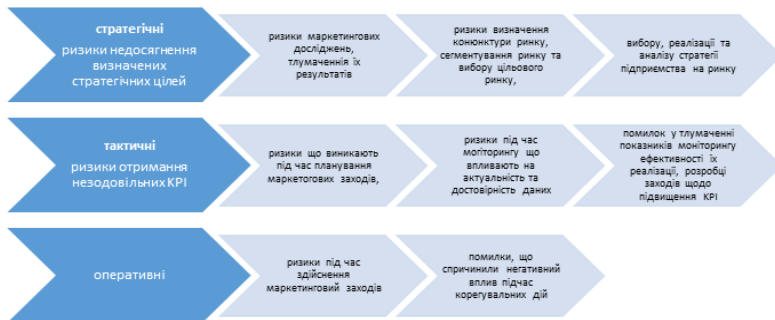 стратегічні
ризики недосягнення
визначених
стратегічних цілей
ризики маркетингових
досліджень,
тлумаченнія їх
результатів
ризики визначення
конюнктури ринку,
сегментування ринку та
вибору цільового
ринку,
вибору, реалізації та
аналізу стратегії
підприємства на ринку
тактичні
ризики отримання
незодовільних KPI
ризики що виникають
під час планування
маркетогових заходів,
ризики під час
могіторингу що
впливають на
актуальність та
достовірність даних
помилок у тлумаченні
показників моніторингу
ефективності їх
реалізації, розробці
заходів щодо
підвищення KPI
оперативні
ризики під час
здійснення
маркетинговий заходів
помилки, що
спричинили негативний
вплив підчас
корегувальних дій